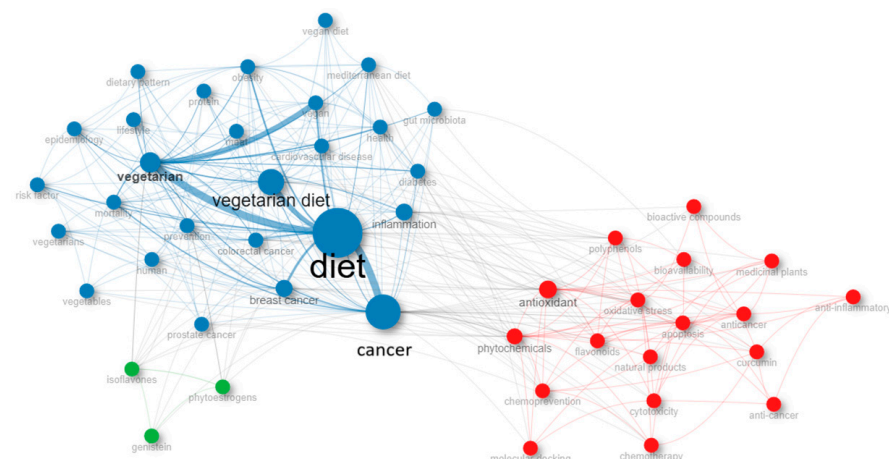 vegan diet
obesity
mediterranean diet
dietary pattern
protein
vegan
gut microbiota
lifestyle
epidemiology
meat
health
cardiovascular disease
vegetarian
diabetes
risk factor
vegetarian diet
mortality
inflammation
prevention
vegetarians
colorectal cancer
human
diet
vegetables
breast cancer
prostate cancer
cancer
isoflavones
phytoestrogens
genistein
bioactive compounds
polyphenols
bioavailability
medicinal plants
antioxidant
oxidative stress
anti-inflammatory
anticancer
apoptosis
phytochemicals
flavonoids
natural products
curcumin
chemoprevention
cytotoxicity
anti-cancer
molecular docking
chemotherapy